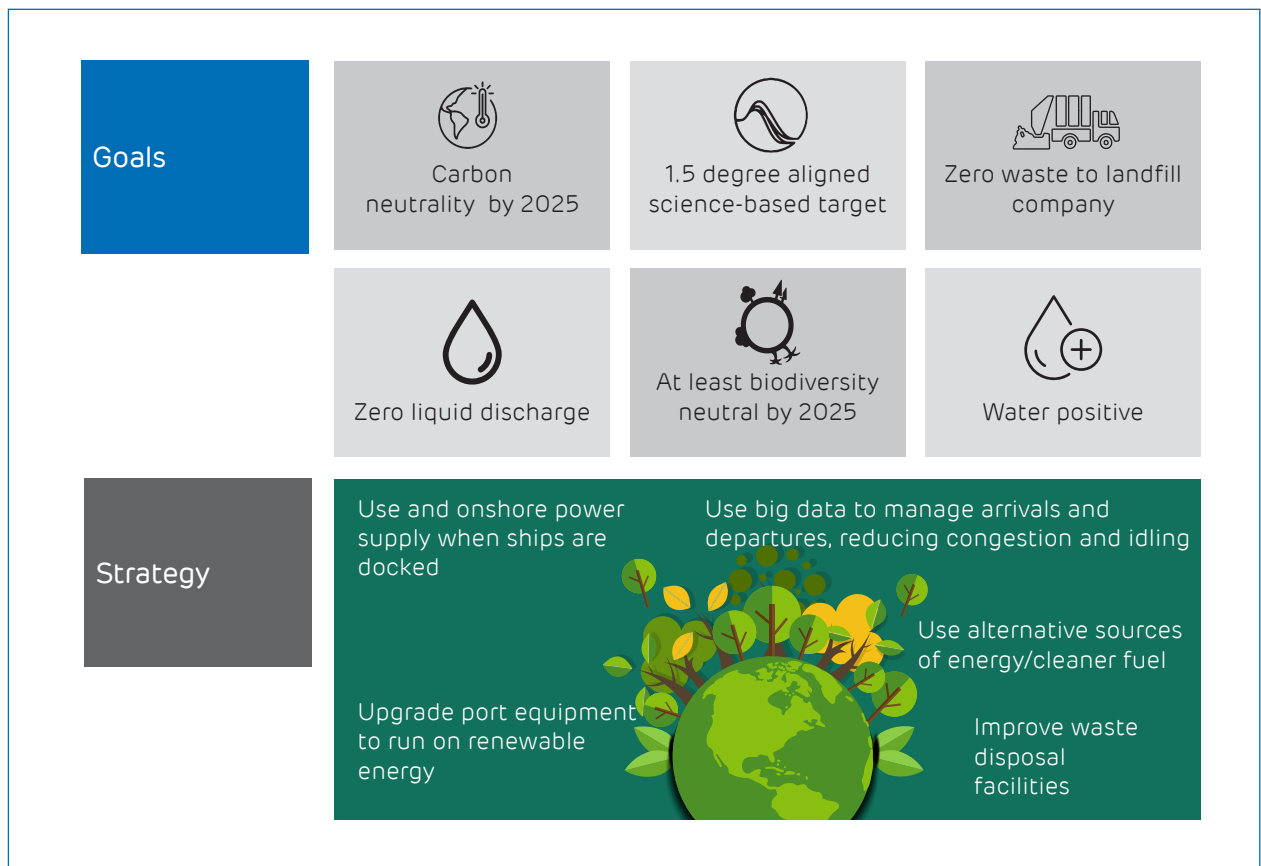 Goals
Carbon
neutrality by 2025
1.5 degree aligned
science-based target
Zero waste to landfill
company
Zero liquid discharge
At least biodiversity
neutral by 2025
Water positive
Strategy
Use and onshore power
supply when ships are
docked
Use big data to manage arrivals and
departures, reducing congestion and idling
Use alternative sources
of energy/cleaner fuel
Upgrade port equipment
to run on renewable
energy
Improve waste
disposal
facilities